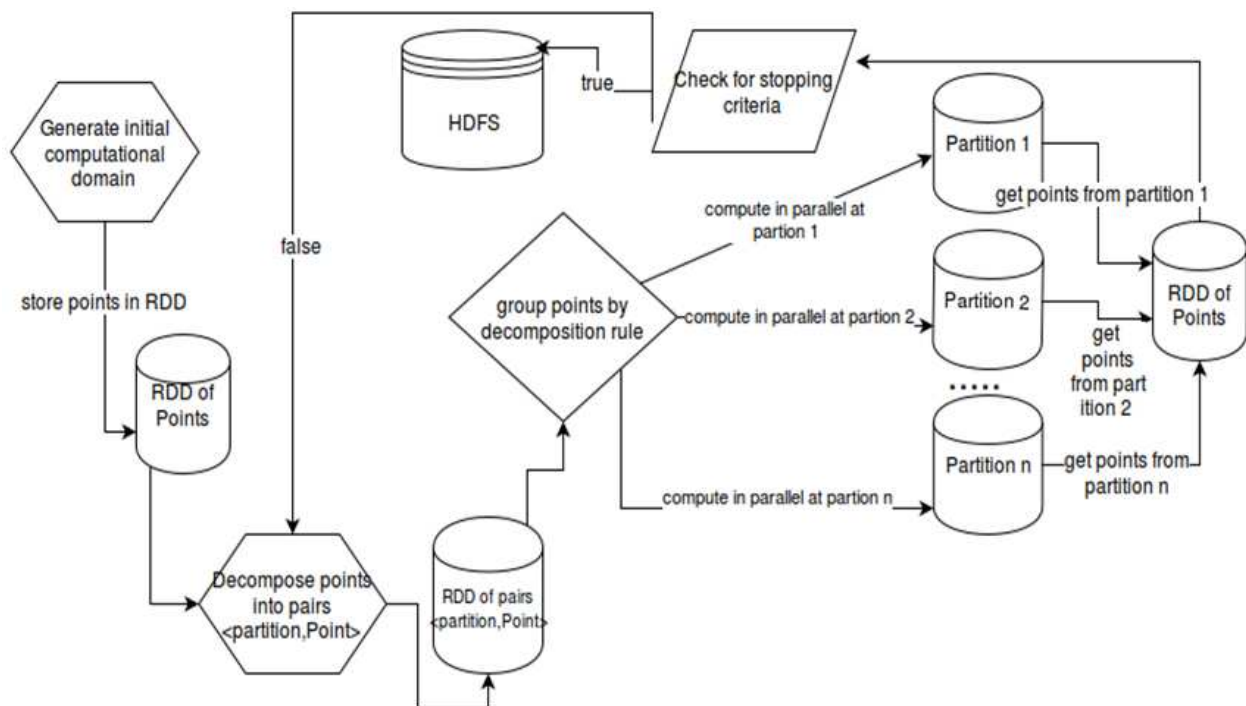 Generate initial
computational
domain
store points in RDD
RDD of
Points
Decompose points
into pairs
<partition,Point>
RDD of pairs
<partition,Point>
group points by
decomposition rule
compute in parallel at
partion 1
compute in parallel at partion 2
compute in parallel at partion n
Partition 1
Partition 2
.....
Partition n
get points from partition 1
get
points
from part
ition 2
get points from
partition n
RDD of
Points
Check for stopping
criteria
true
HDFS
false